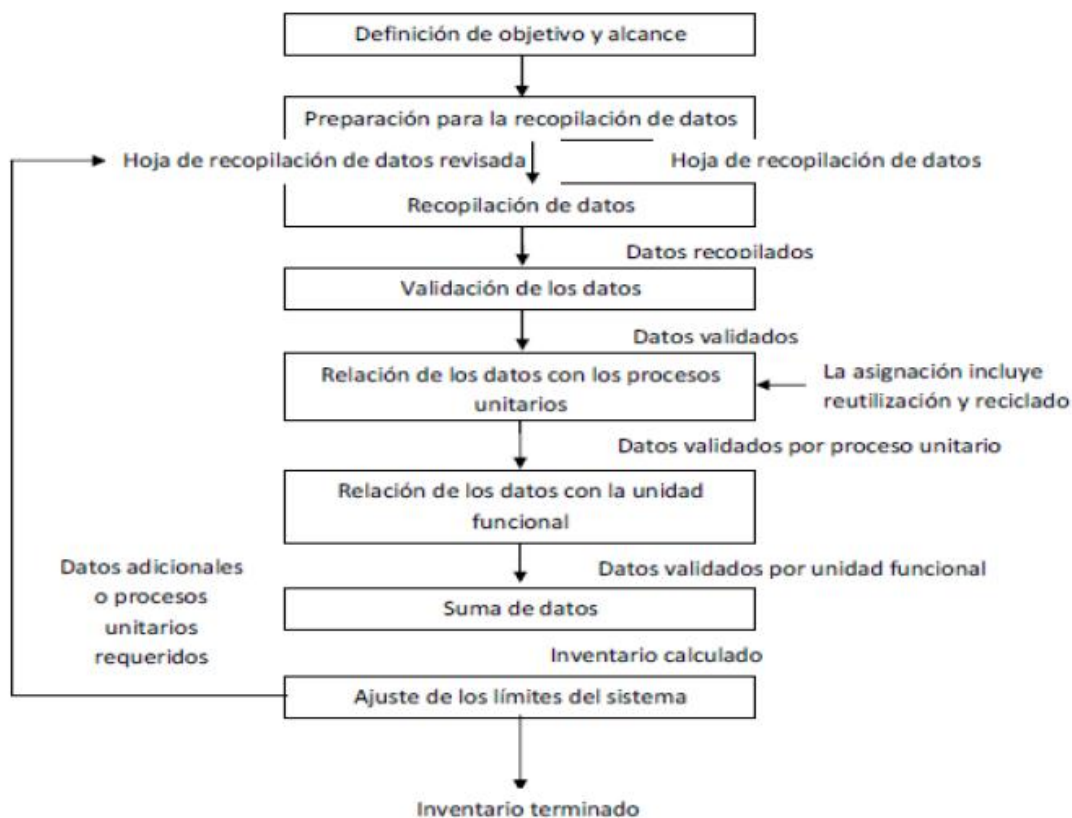 Definición de objetivo y alcance
Preparación para la recopilación de datos
Hoja de recopilación de datos revisada
Hoja de recopilación de datos
Recopilación de datos
Datos recopilados
Validación de los datos
Datos validados
Relación de los datos con los procesos
unitarios
La asignación incluye
reutilización y reciclado
Datos validados por proceso unitario
Relación de los datos con la unidad
funcional
Datos validados por unidad funcional
Datos adicionales
o procesos
unitarios
requeridos
Suma de datos
Inventario calculado
Ajuste de los límites del sistema
Inventario terminado